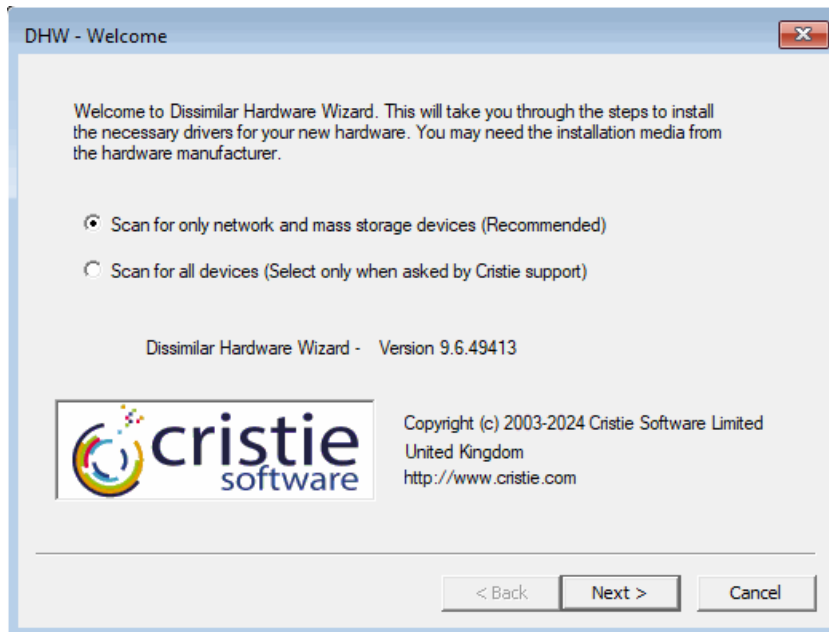 DHW - Welcome
Welcome to Dissimilar Hardware Wizard. This will take you through the steps to install
the necessary drivers for your new hardware. You may need the installation media from
the hardware manufacturer.
Scan for only network and mass storage devices (Recommended)
Scan for all devices (Select only when asked by Cristie support)
Dissimilar Hardware Wizard - Version 9.6.49413
cristie
software
Copyright (c) 2003-2024 Cristie Software Limited
United Kingdom
http://www.cristie.com
< Back Next > Cancel